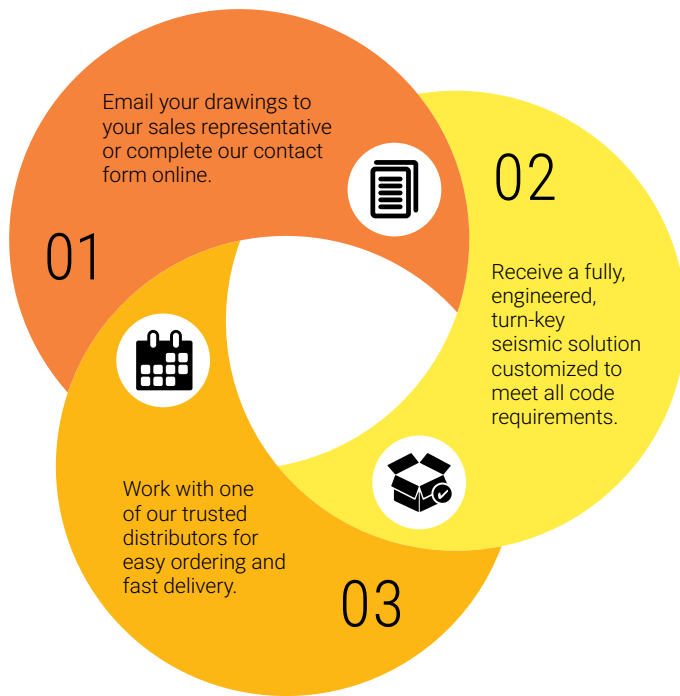 01
Email your drawings to
your sales representative
or complete our contact
form online.
02
Receive a fully,
engineered,
turn-key
seismic solution
customized to
meet all code
requirements.
03
Work with one
of our trusted
distributors for
easy ordering and
fast delivery.